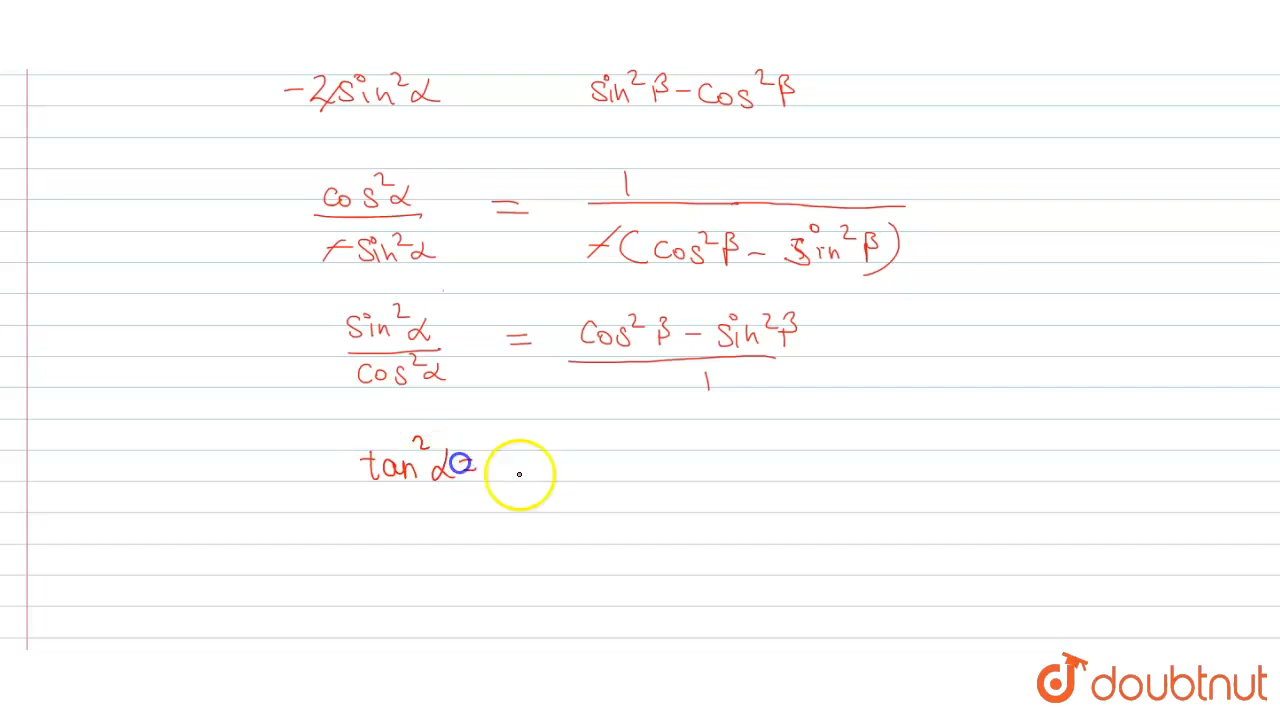 -2sin²α sin²β-cos²β
cos²α / -sin²α = 1 / -(cos²β - sin²β)
sin²α / cos²α = cos²β - sin²β / 1
tan²α =
doubtnut